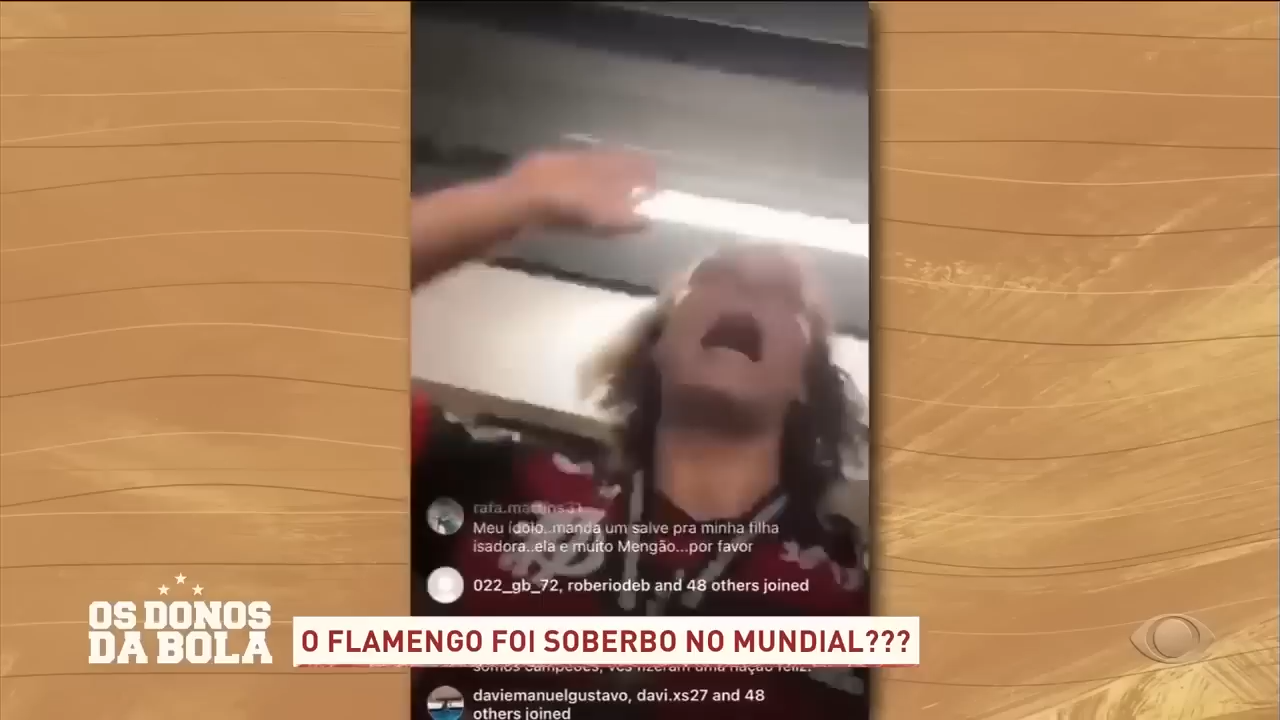 rafa.martins31
Meu ídolo..manda um salve pra minha filha
isadora..ela e muito Mengão...por favor
022_gb_72, roberiodeb and 48 others joined
OS DONOS
DA BOLA
O FLAMENGO FOI SOBERBO NO MUNDIAL???
somos campeões, vcs fizeram uma nação feliz!
daviemanuelgustavo, davi.xs27 and 48
others joined